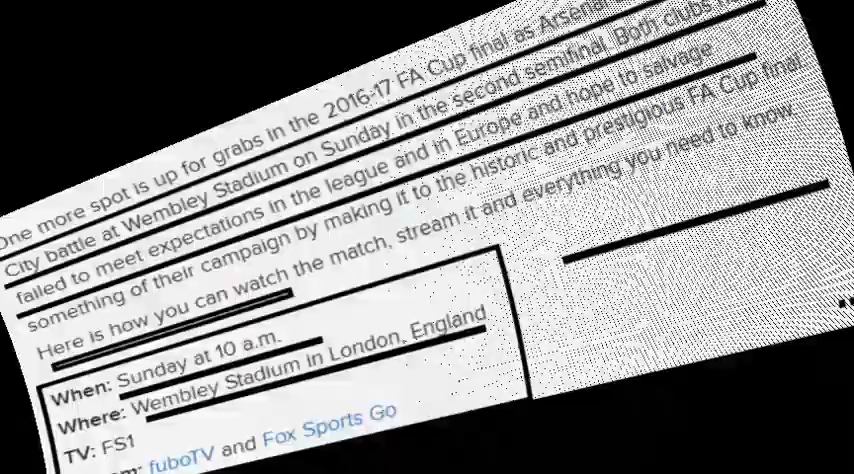 One more spot is up for grabs in the 2016-17 FA Cup final as Arsenal
City battle at Wembley Stadium on Sunday in the second semifinal. Both clubs
failed to meet expectations in the league and in Europe and hope to salvage
something of their campaign by making it to the historic and prestigious FA Cup final.
Here is how you can watch the match, stream it and everything you need to know.
When: Sunday at 10 a.m.
Where: Wembley Stadium in London, England
TV: FS1
fuboTV and Fox Sports Go